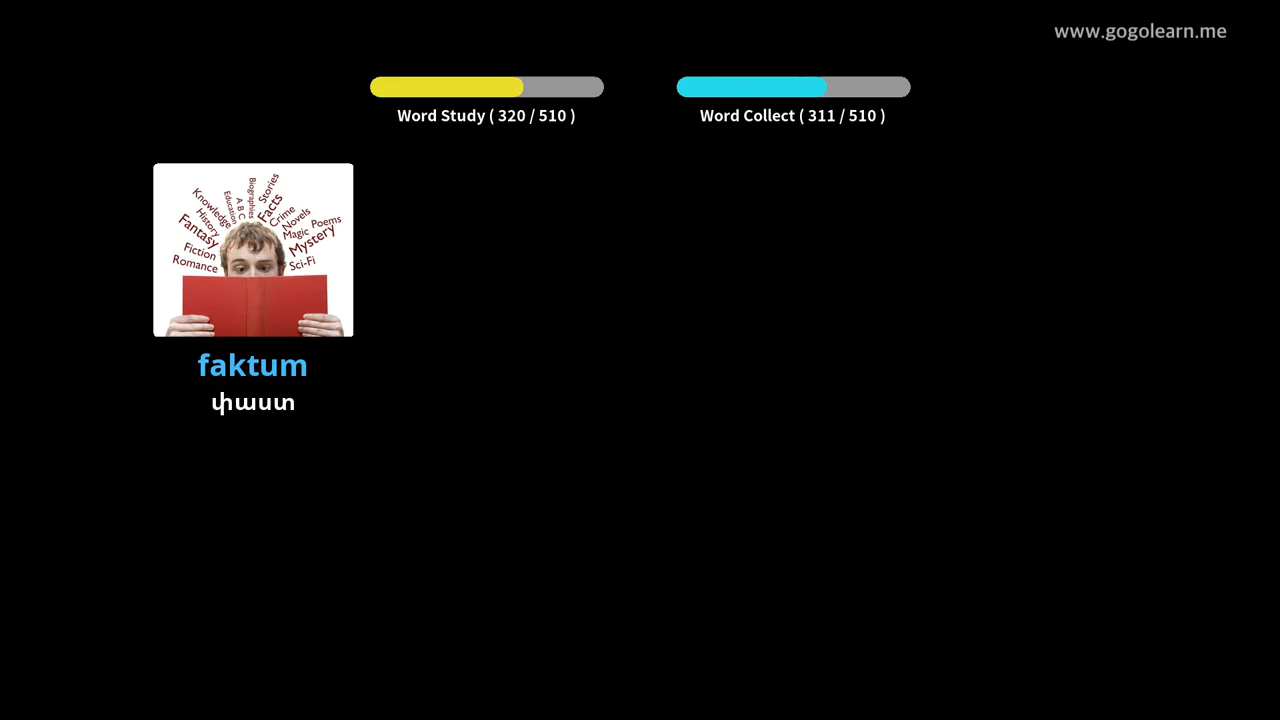 www.gogolearn.me
Word Study ( 320 / 510 )
Word Collect ( 311 / 510 )
Knowledge
History
Fantasy
Fiction
Romance
Education
A B C
Biographies
Stories
Facts
Crime
Novels
Magic
Poems
Mystery
Sci-Fi
faktum
փաստ